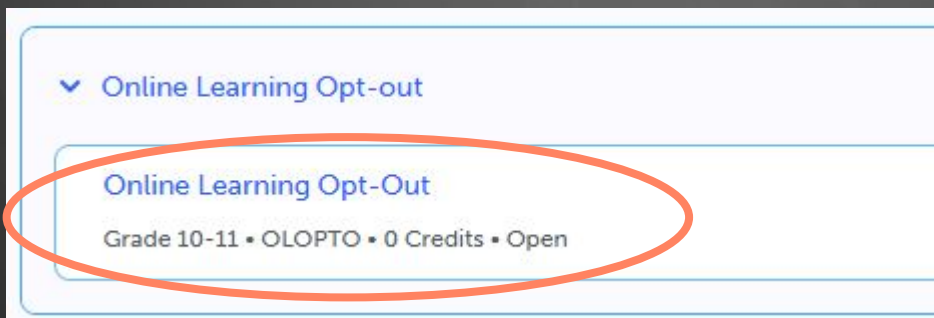 Online Learning Opt-out
Online Learning Opt-Out
Grade 10-11 • OLOPTO • 0 Credits • Open